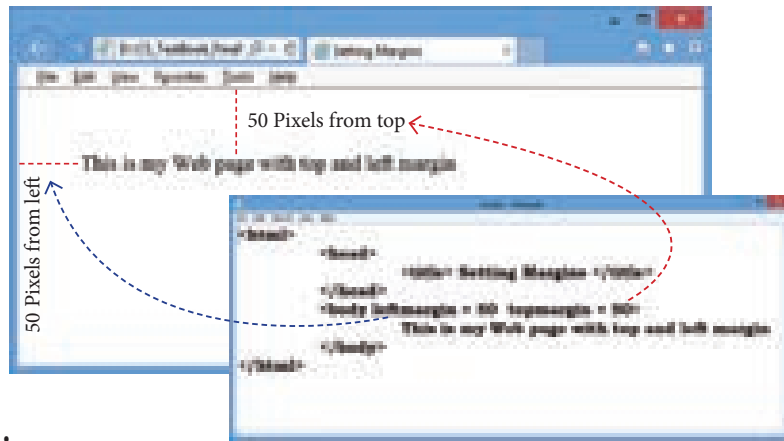 Setting Margins
File Edit View Favorites Tools Help
50 Pixels from top
This is my Web page with top and left margin
50 Pixels from left
<html>
<head>
<title> Setting Margins </title>
</head>
<body leftmargin = 50 topmargin = 50>
This is my Web page with top and left margin
</body>
</html>